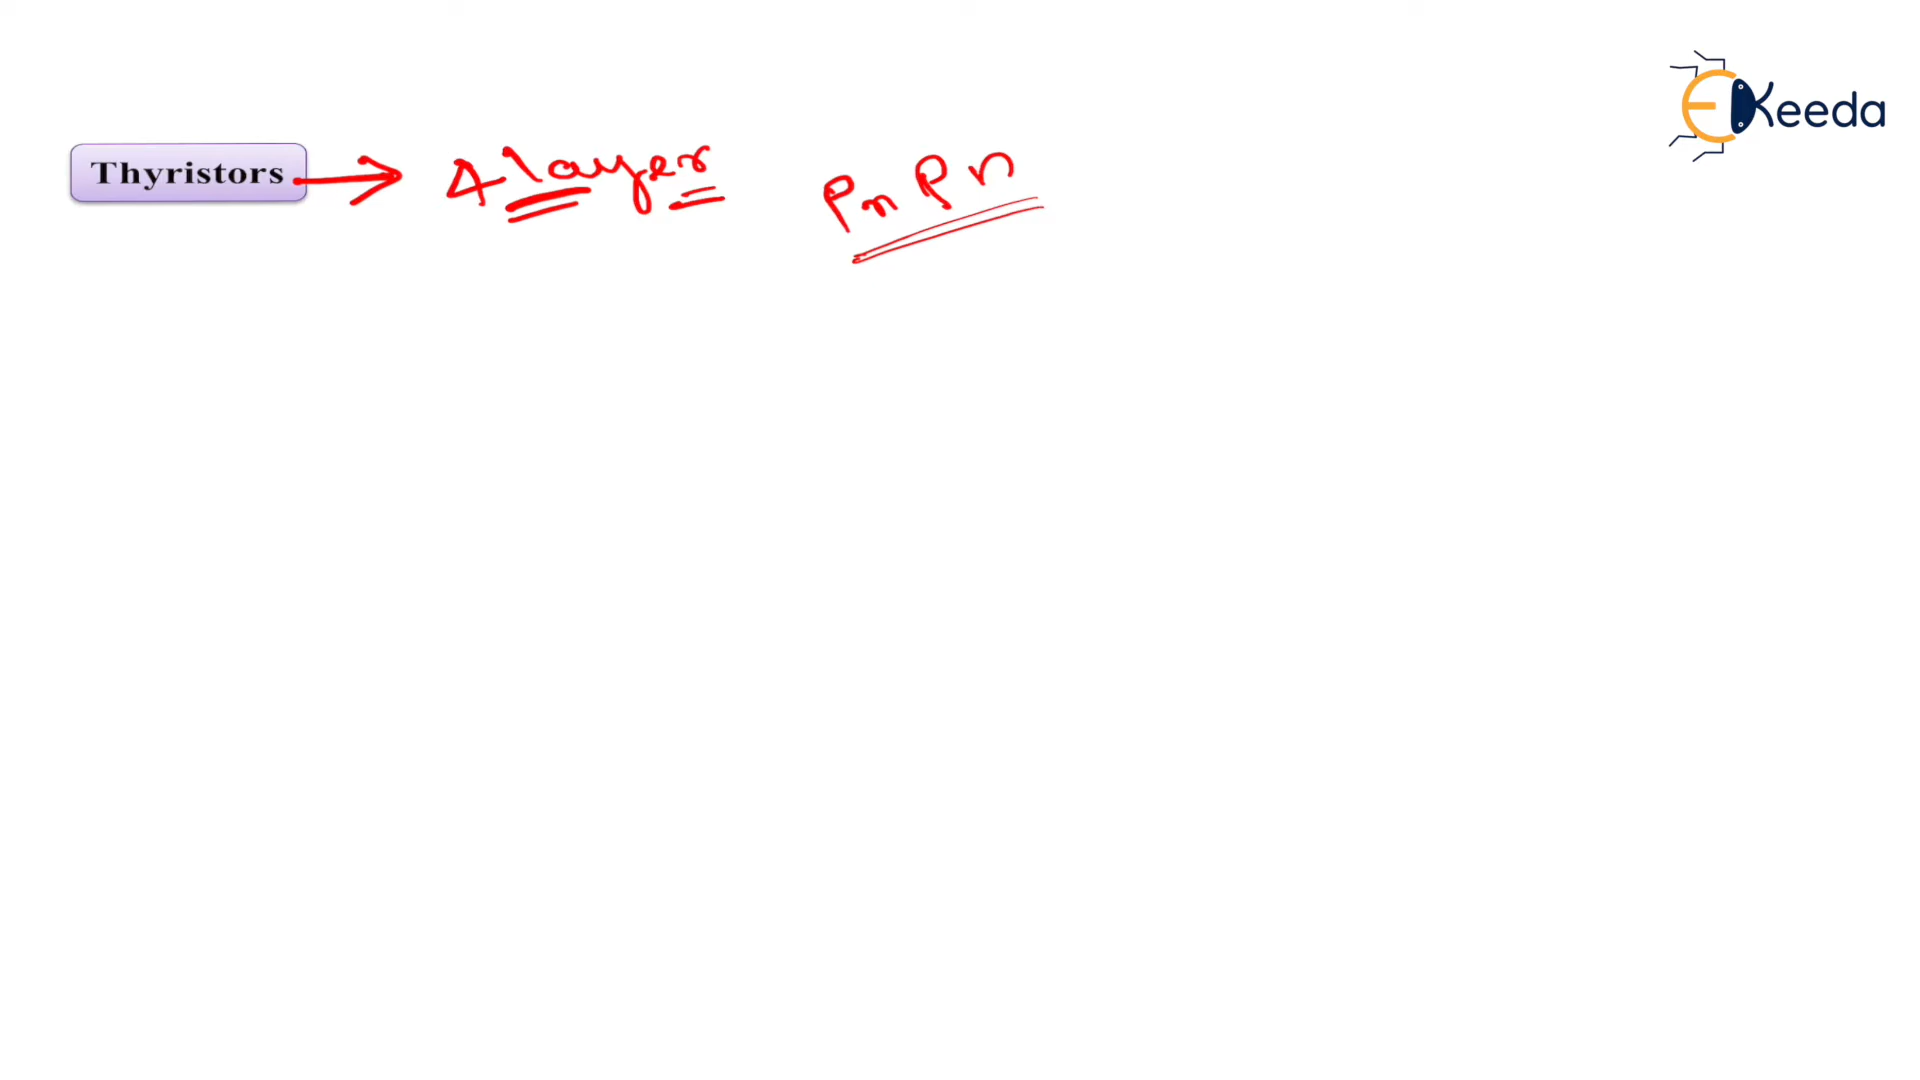 EKeeda
Thyristors → 4 layer PnPn